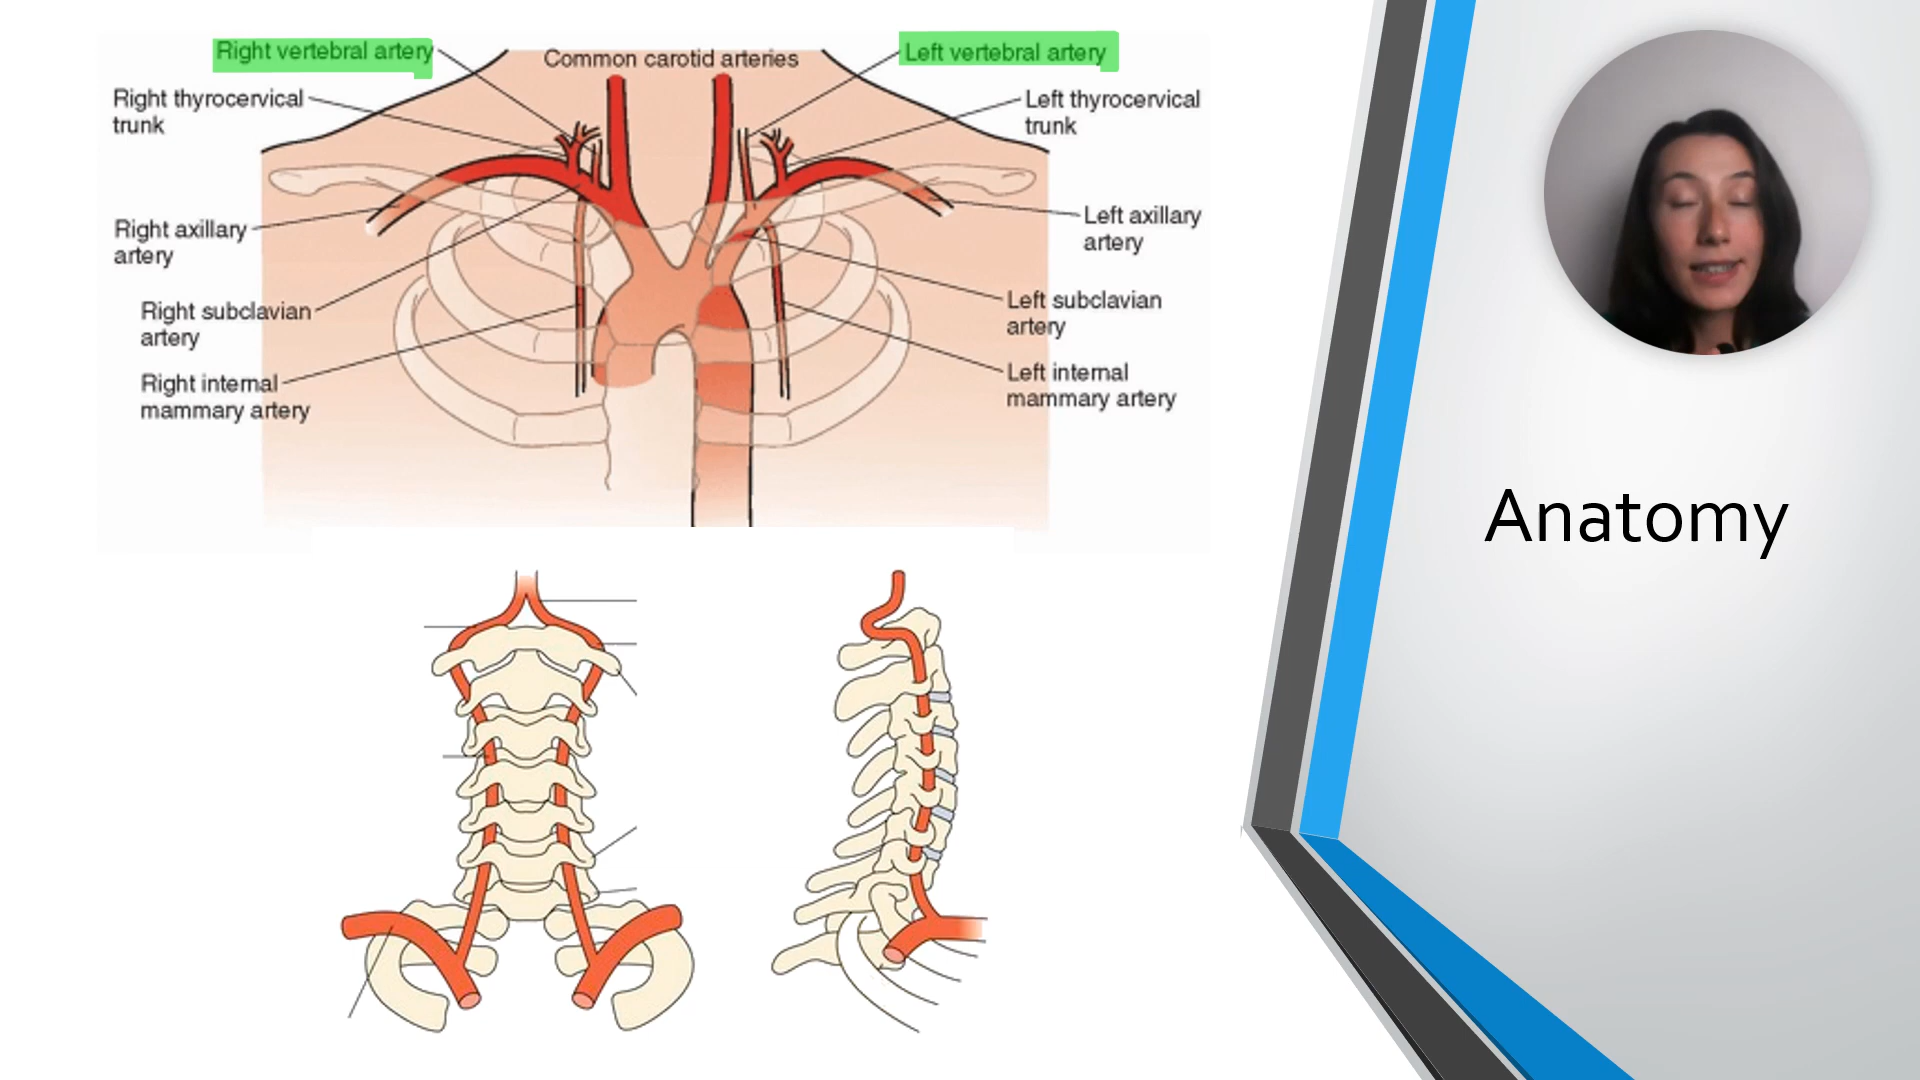 Right vertebral artery
Common carotid arteries
Left vertebral artery
Right thyrocervical
trunk
Left thyrocervical
trunk
Right axillary
artery
Left axillary
artery
Right subclavian
artery
Left subclavian
artery
Right internal
mammary artery
Left internal
mammary artery
Anatomy